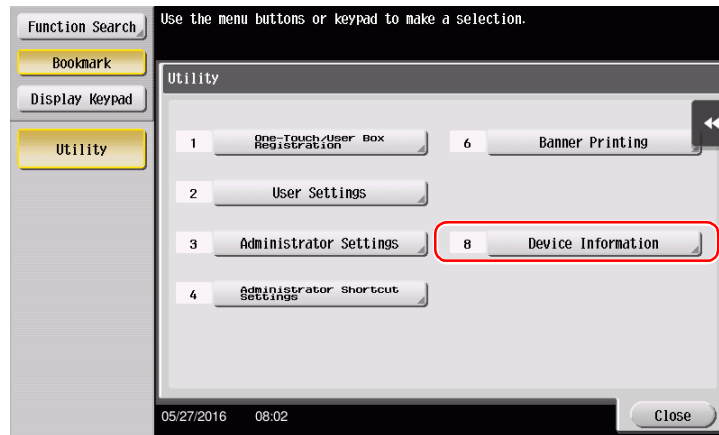 Function Search
Use the menu buttons or keypad to make a selection.
Bookmark
Display Keypad
Utility
Utility
1 One-Touch/User Box
Registration
6 Banner Printing
2 User Settings
3 Administrator Settings
8 Device Information
4 Administrator Shortcut
Settings
05/27/2016 08:02
Close